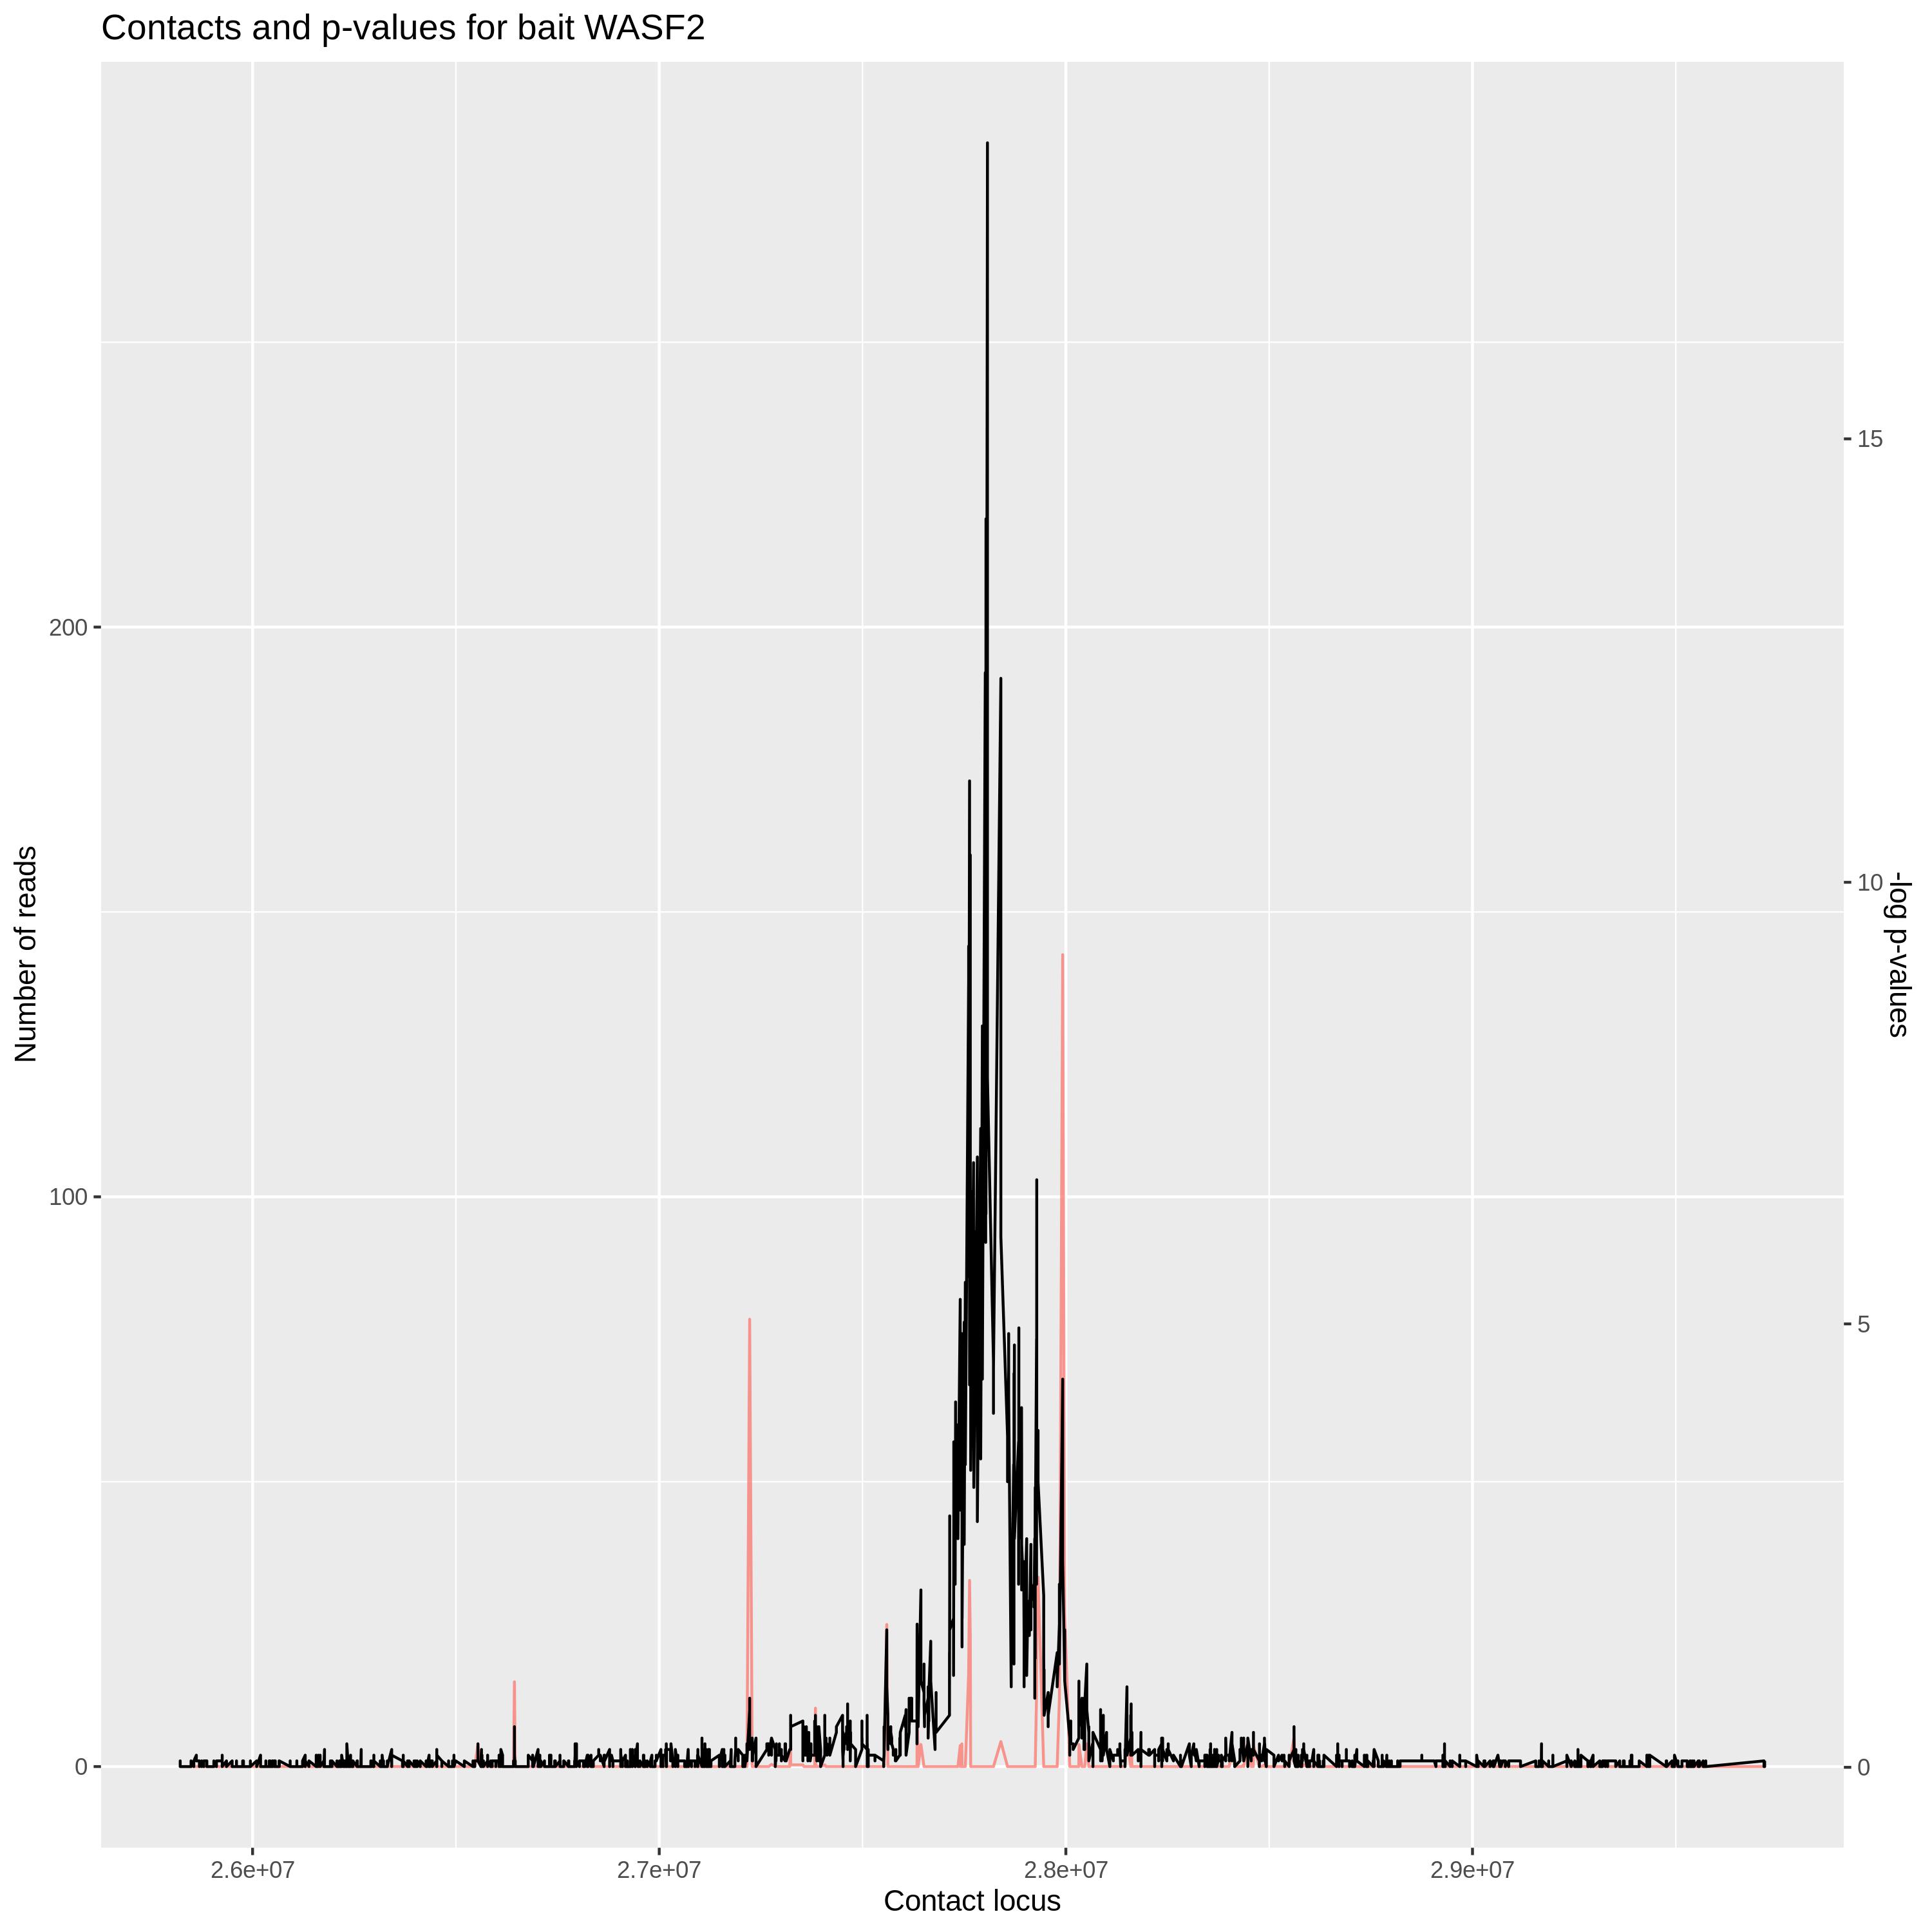 Contacts and p-values for bait WASF2
Number of reads
200
100
0
15
10
5
0
-log p-values
2.6e+07
2.7e+07
2.8e+07
2.9e+07
Contact locus